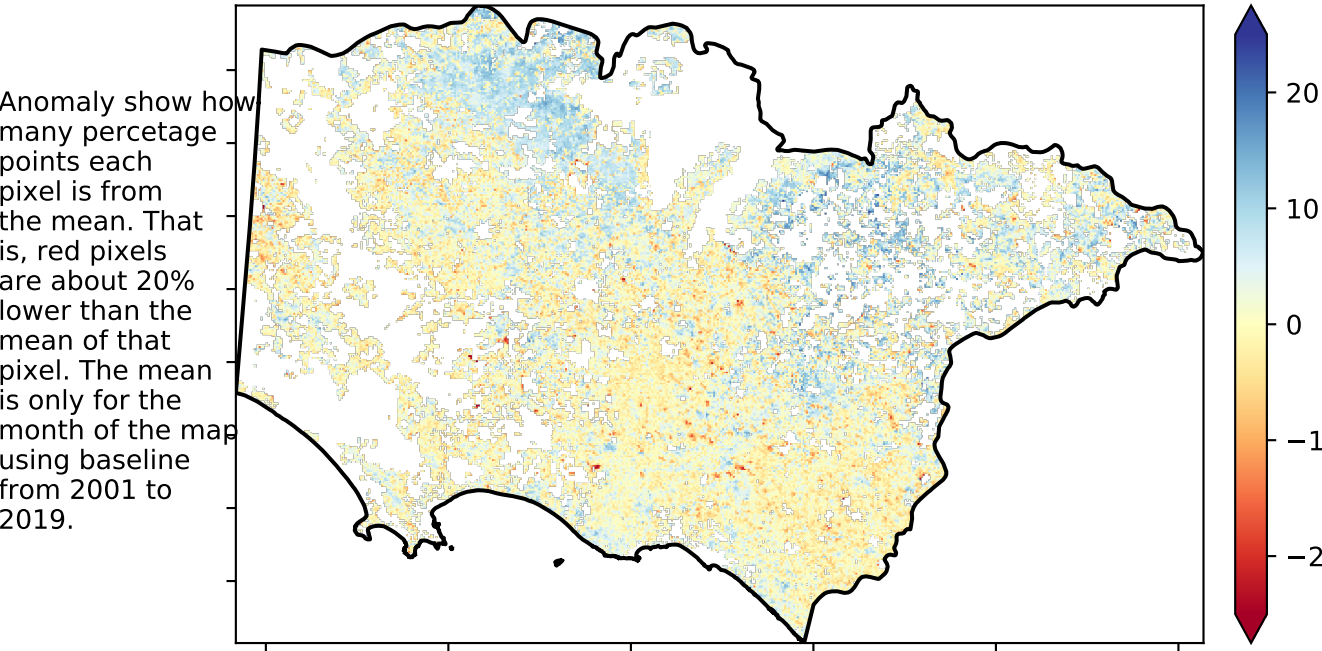 Anomaly show how
many percetage
points each
pixel is from
the mean. That
is, red pixels
are about 20%
lower than the
mean of that
pixel. The mean
is only for the
month of the map
using baseline
from 2001 to
2019.
20
10
0
−1
−2